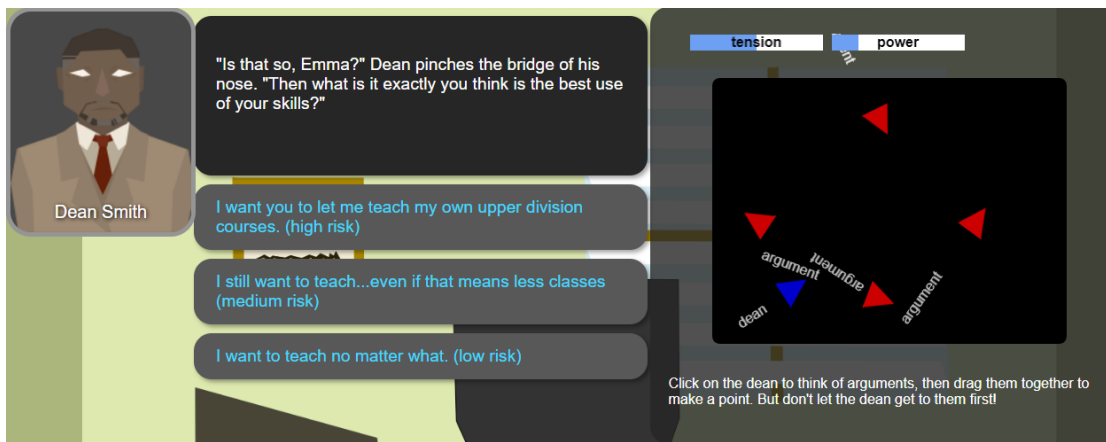 "Is that so, Emma?" Dean pinches the bridge of his
nose. "Then what is it exactly you think is the best use
of your skills?"
Dean Smith
I want you to let me teach my own upper division
courses. (high risk)
I still want to teach...even if that means less classes
(medium risk)
I want to teach no matter what. (low risk)
tension
power
argument
argument
argument
dean
Click on the dean to think of arguments, then drag them together to
make a point. But don't let the dean get to them first!